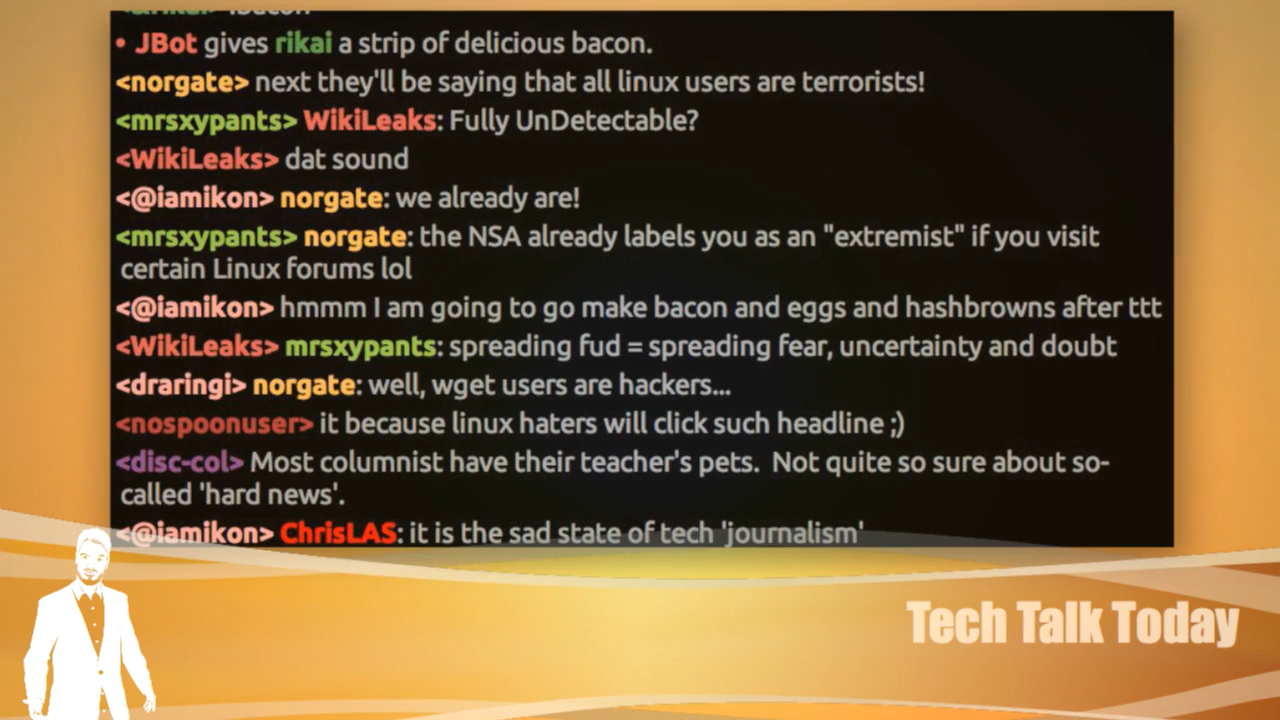 • JBot gives rikai a strip of delicious bacon.
<norgate> next they'll be saying that all linux users are terrorists!
<mrsxypants> WikiLeaks: Fully UnDetectable?
<WikiLeaks> dat sound
<@iamikon> norgate: we already are!
<mrsxypants> norgate: the NSA already labels you as an "extremist" if you visit
certain Linux forums lol
<@iamikon> hmmm I am going to go make bacon and eggs and hashbrowns after ttt
<WikiLeaks> mrsxypants: spreading fud = spreading fear, uncertainty and doubt
<draringi> norgate: well, wget users are hackers...
<nospoonuser> it because linux haters will click such headline ;)
<disc-col> Most columnist have their teacher's pets.  Not quite so sure about so-
called 'hard news'.
<@iamikon> ChrisLAS: it is the sad state of tech 'journalism'
Tech Talk Today